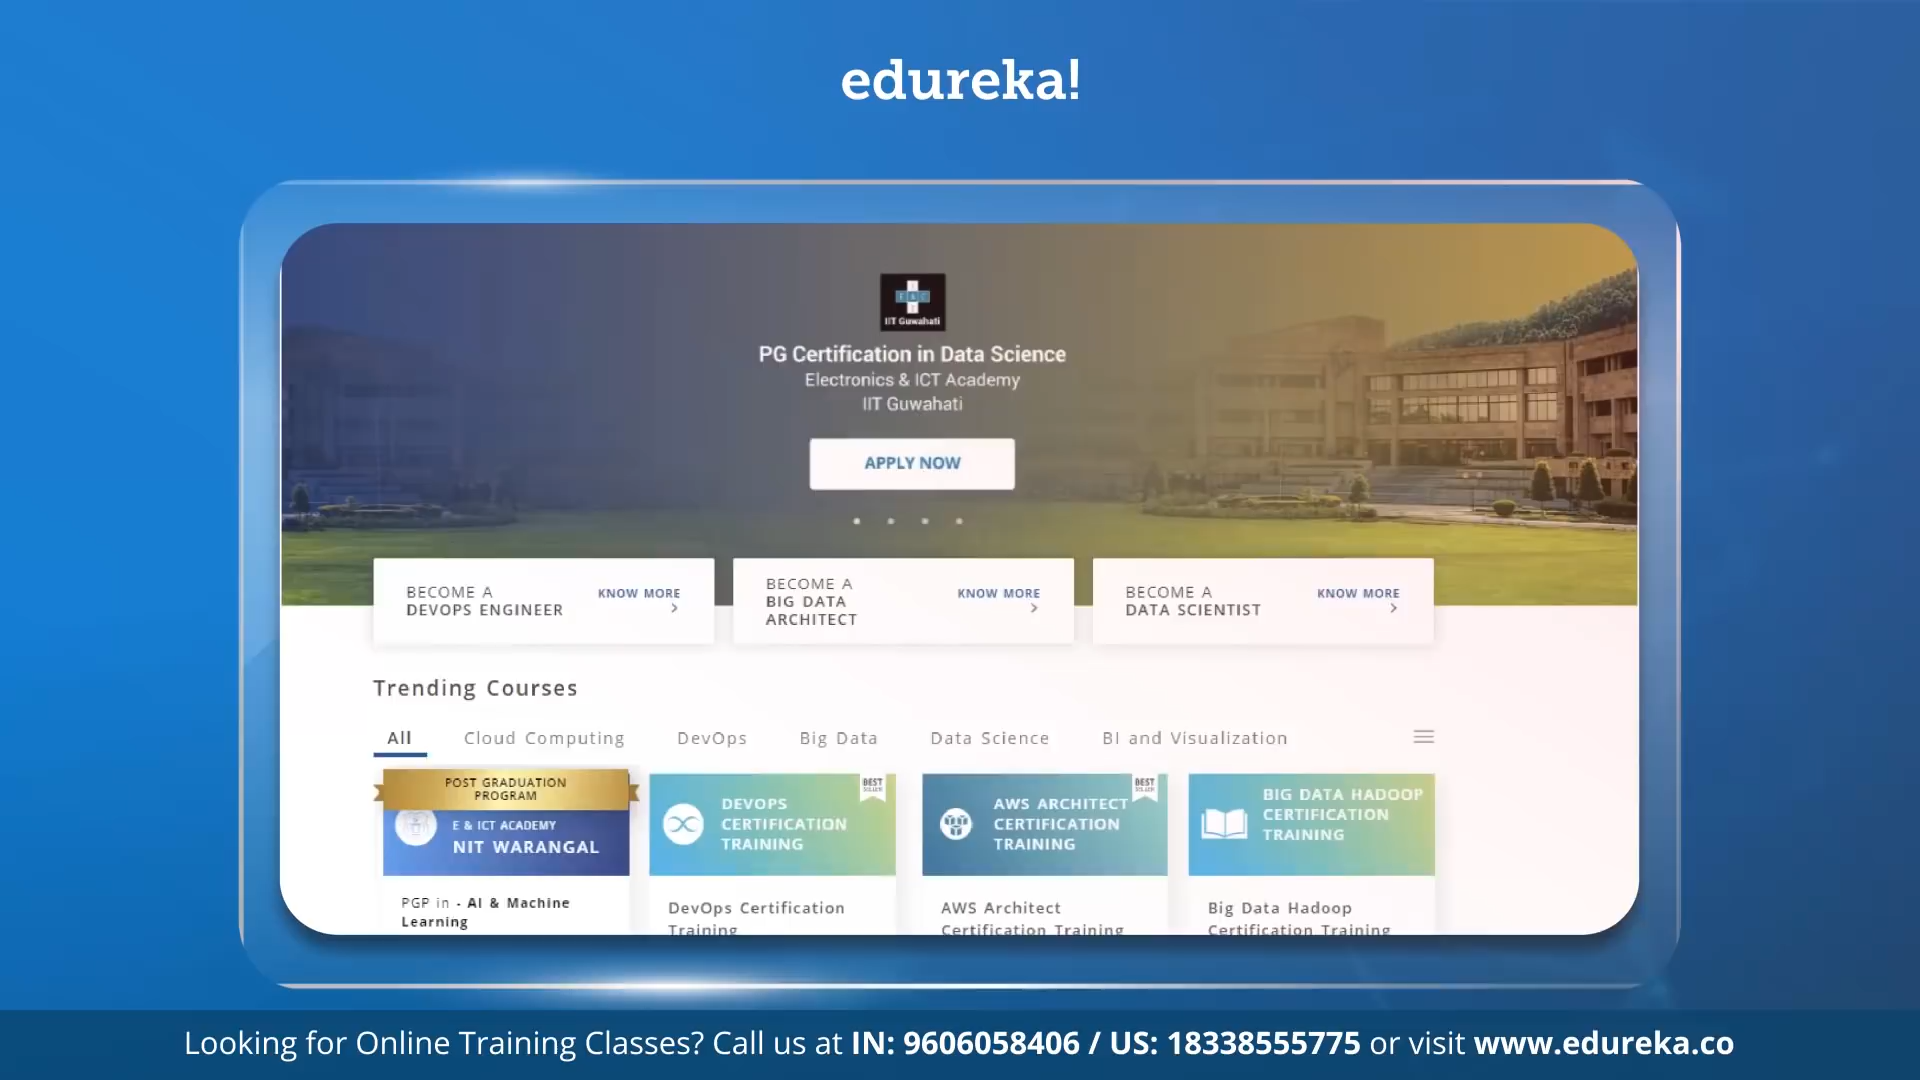 edureka!
IIT Guwahati
PG Certification in Data Science
Electronics & ICT Academy
IIT Guwahati
APPLY NOW
BECOME A
DEVOPS ENGINEER
KNOW MORE
BECOME A
BIG DATA
ARCHITECT
KNOW MORE
BECOME A
DATA SCIENTIST
KNOW MORE
Trending Courses
All Cloud Computing DevOps Big Data Data Science BI and Visualization
POST GRADUATION
PROGRAM
E & ICT ACADEMY
NIT WARANGAL
PGP in - AI & Machine
Learning
BEST
SELLER
DEVOPS
CERTIFICATION
TRAINING
DevOps Certification
Training
BEST
SELLER
AWS ARCHITECT
CERTIFICATION
TRAINING
AWS Architect
Certification Training
BIG DATA HADOOP
CERTIFICATION
TRAINING
Big Data Hadoop
Certification Training
Looking for Online Training Classes? Call us at IN: 9606058406 / US: 18338555775 or visit www.edureka.co